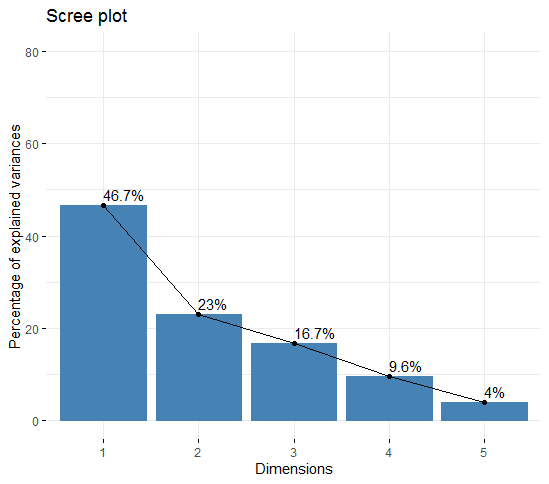 Scree plot
Percentage of explained variances
80
60
40
20
0
46.7%
23%
16.7%
9.6%
4%
1 2 3 4 5
Dimensions